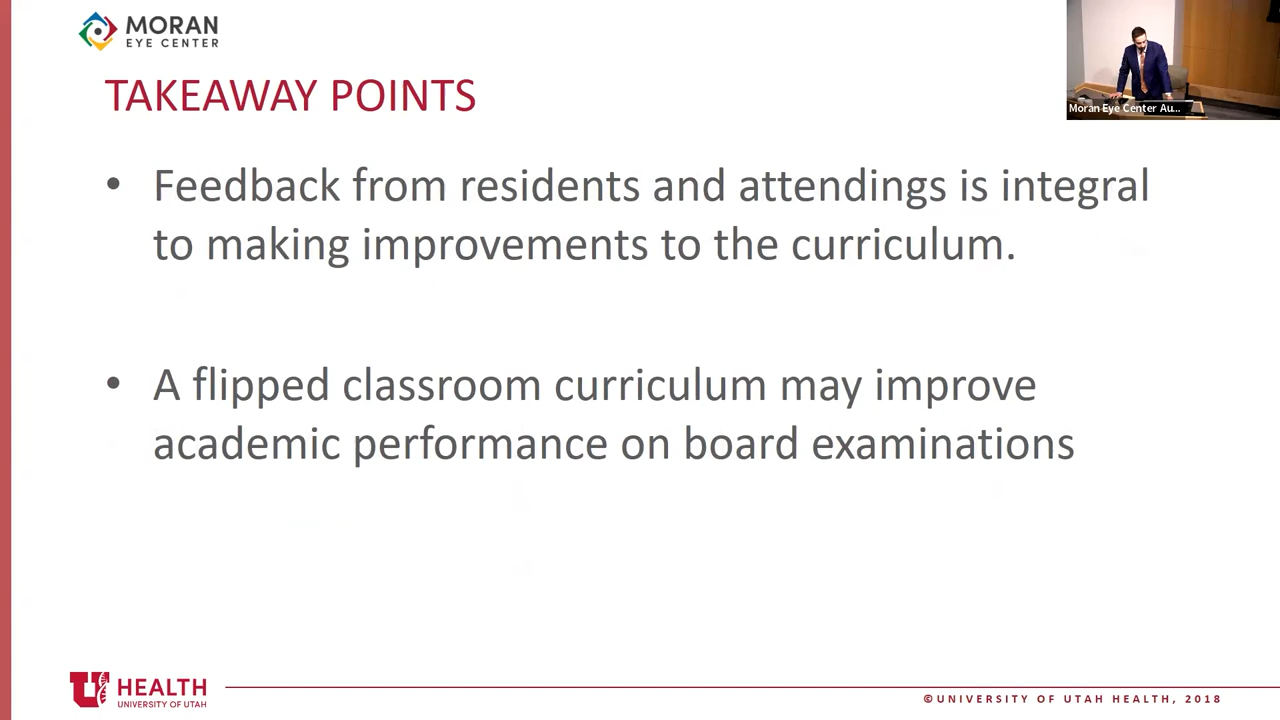 MORAN
EYE CENTER
Moran Eye Center Au...
TAKEAWAY POINTS
• Feedback from residents and attendings is integral
to making improvements to the curriculum.
• A flipped classroom curriculum may improve
academic performance on board examinations
U HEALTH
UNIVERSITY OF UTAH
©UNIVERSITY OF UTAH HEALTH, 2018